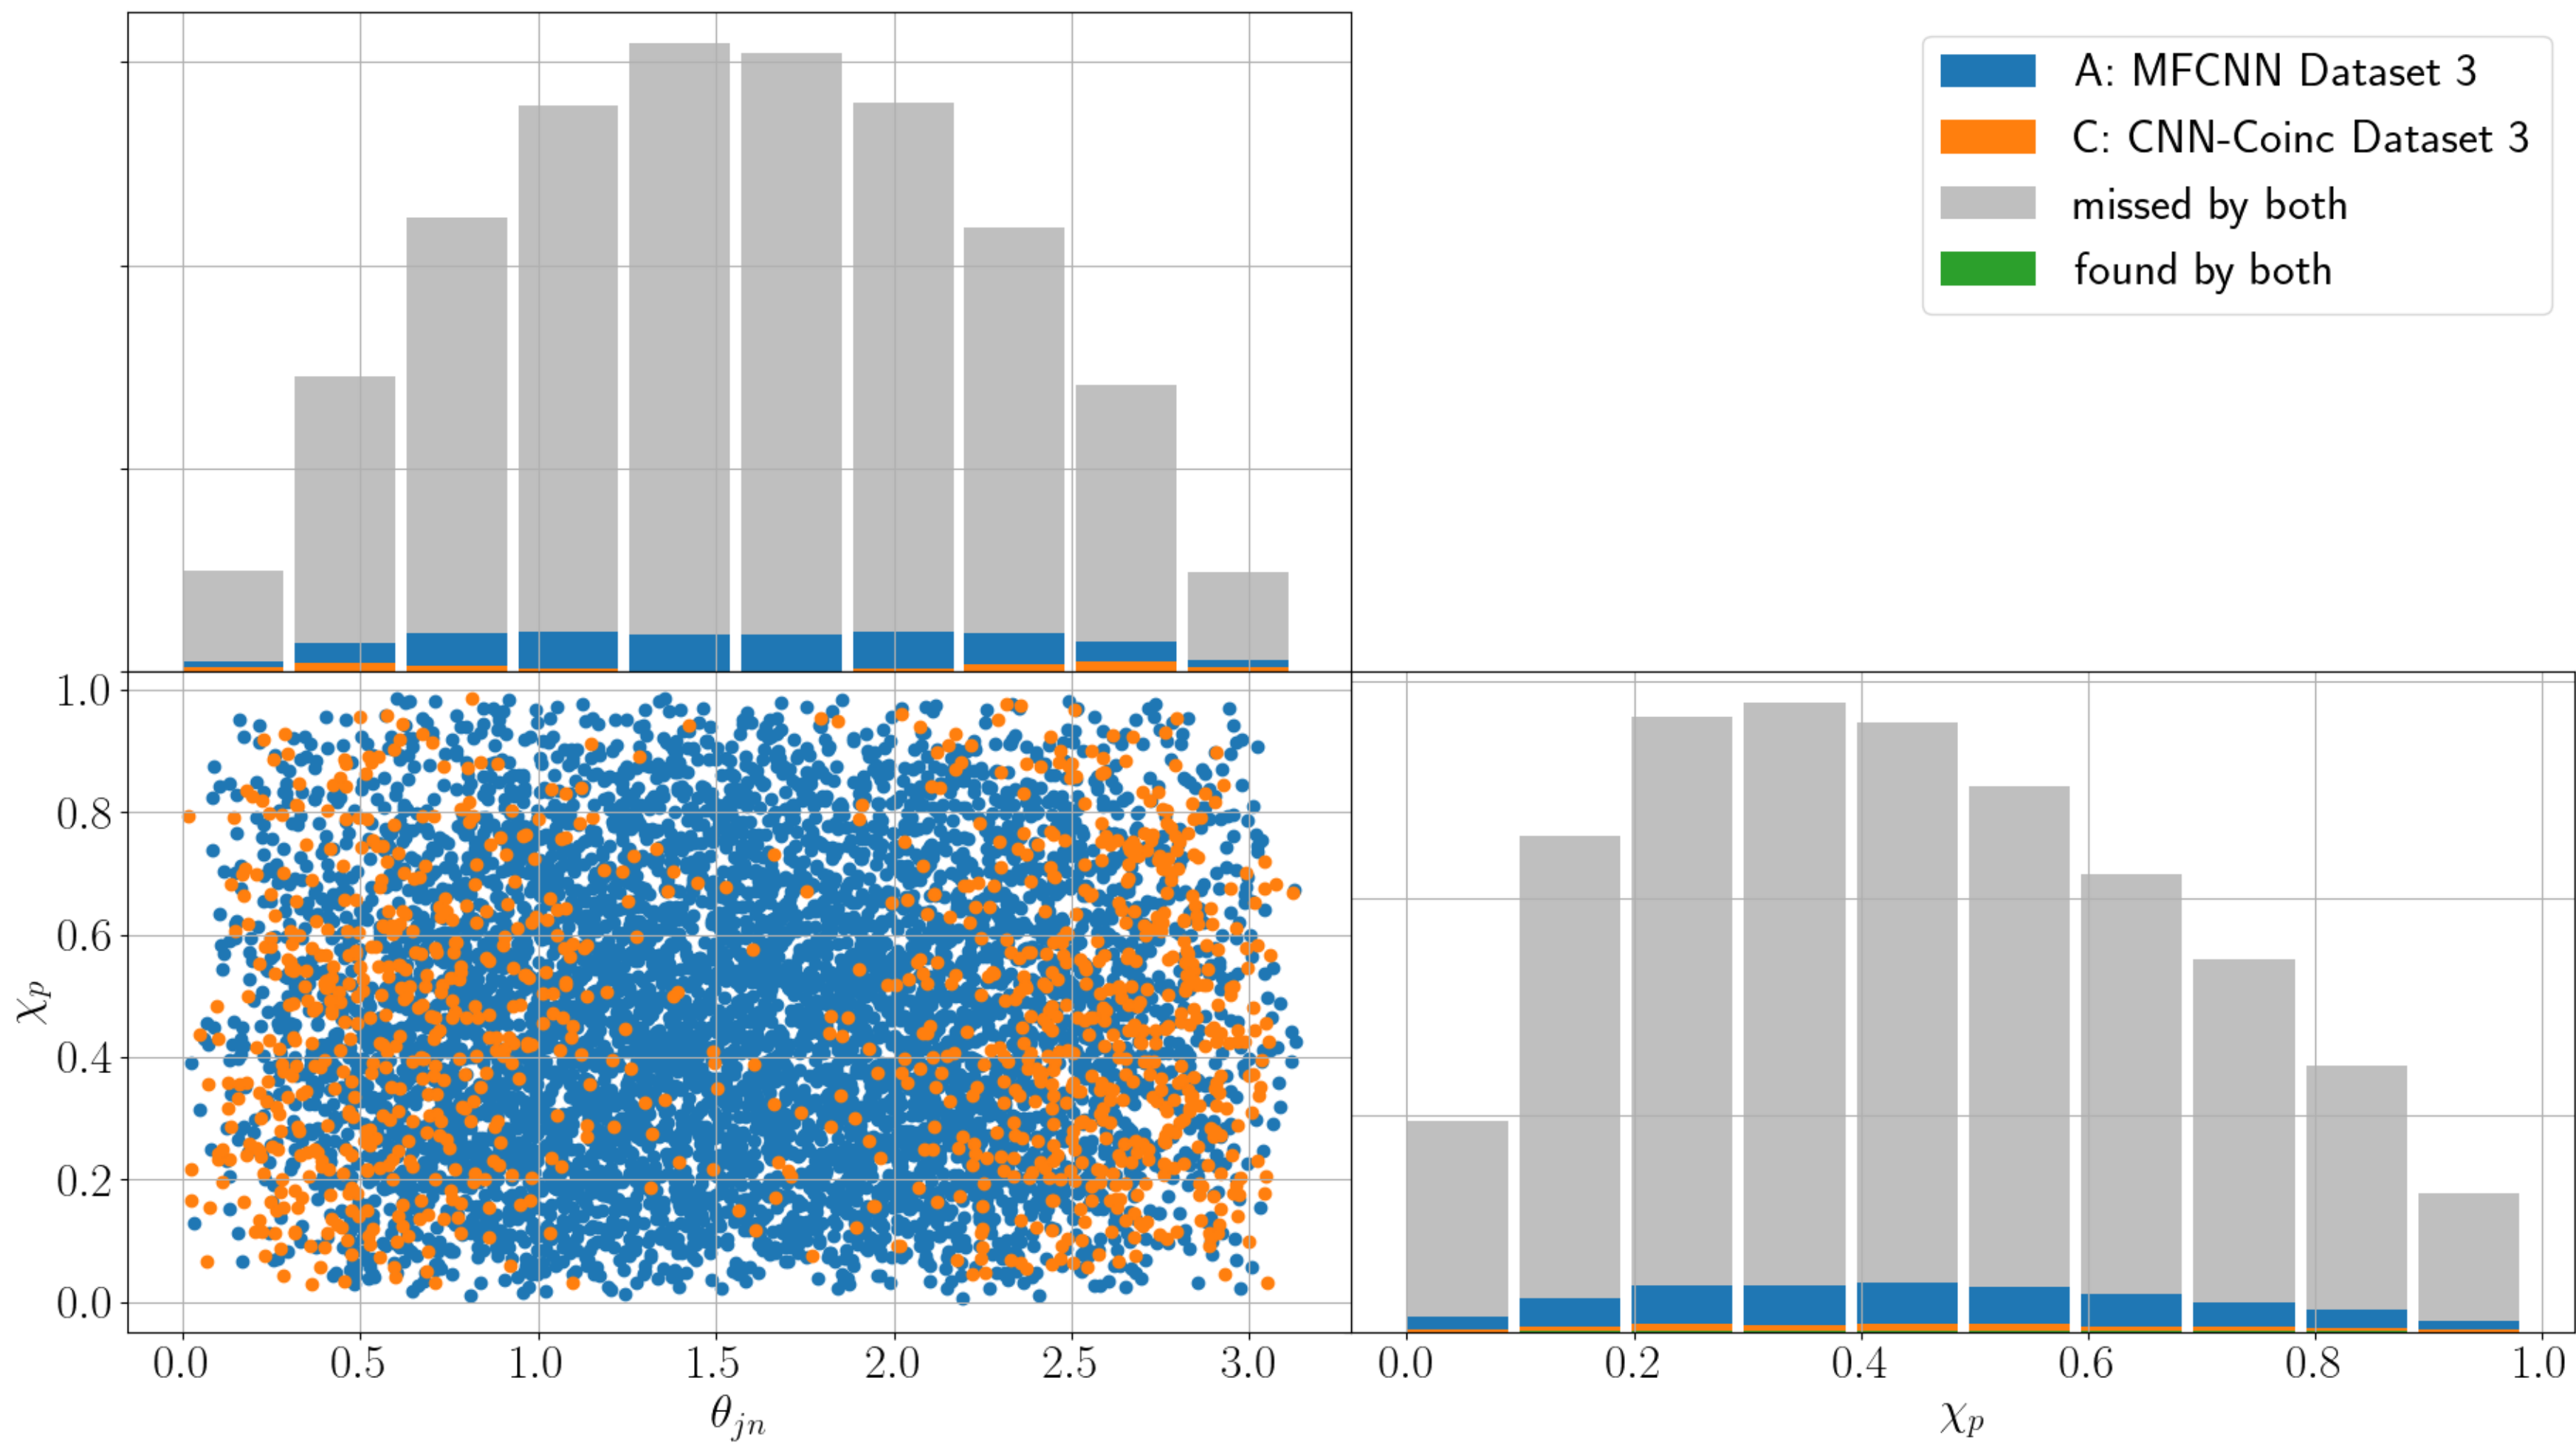 A: MFCNN Dataset 3
C: CNN-Coinc Dataset 3
missed by both
found by both
1.0
0.8
0.6
0.4
0.2
0.0
χp
0.0 0.5 1.0 1.5 2.0 2.5 3.0
θjn
0.0 0.2 0.4 0.6 0.8 1.0
χp